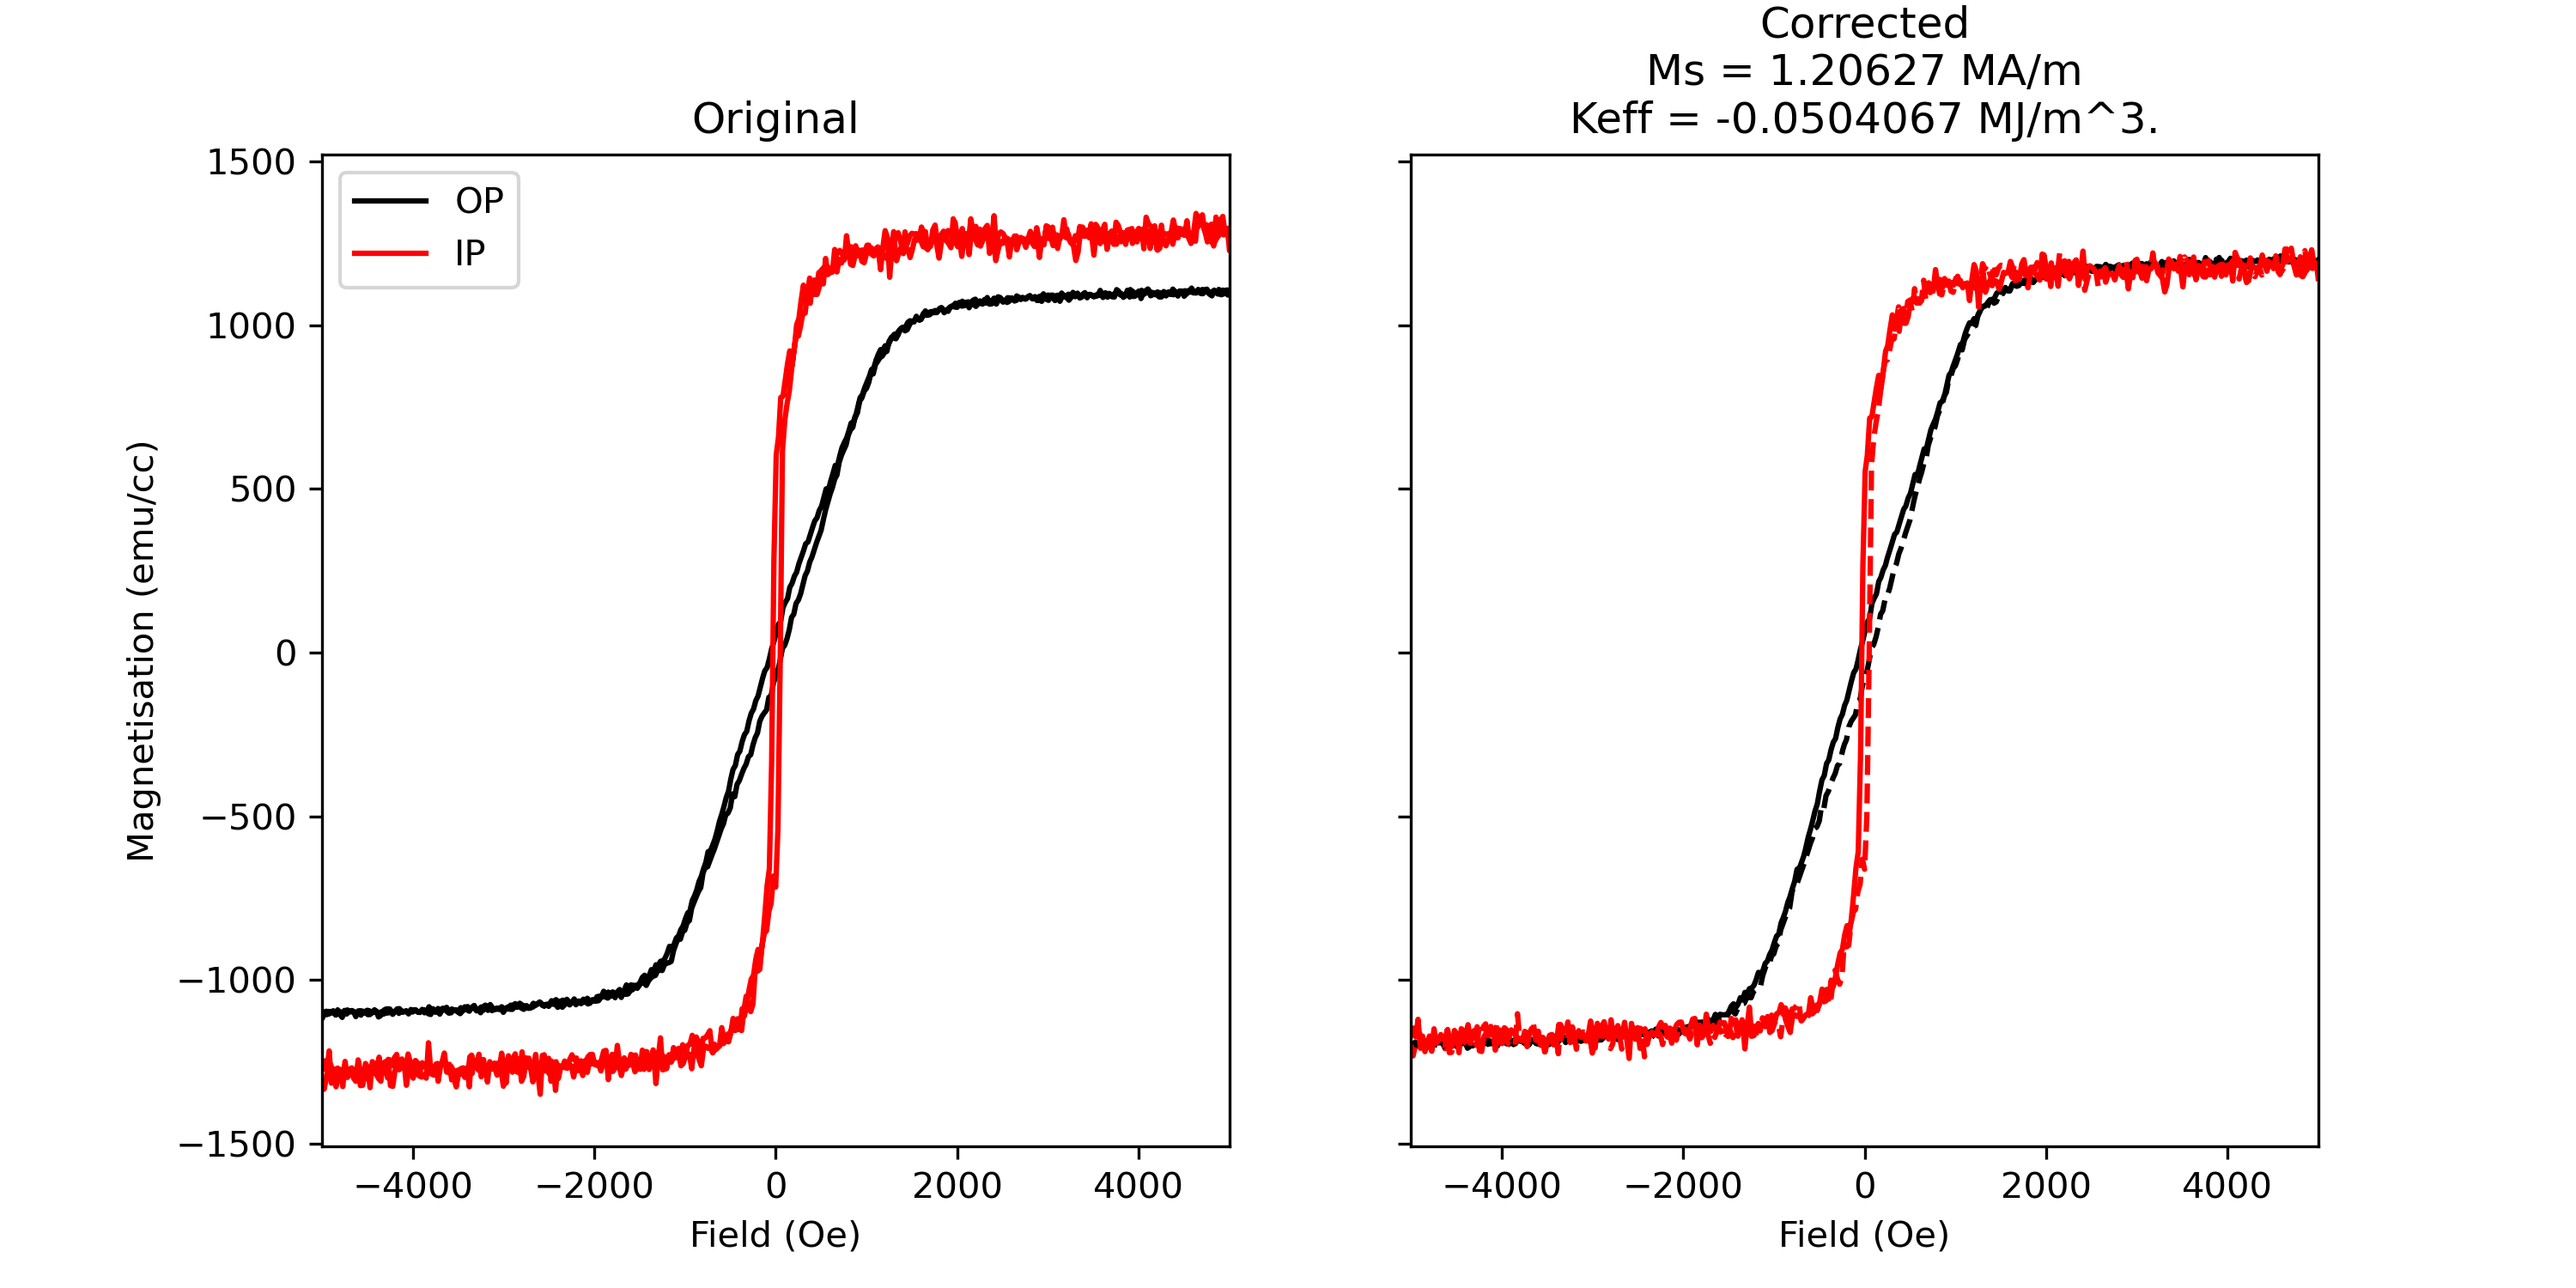 Original
1500
1000
500
0
−500
−1000
−1500
Magnetisation (emu/cc)
OP
IP
−4000
−2000
0
2000
4000
Field (Oe)
Corrected
Ms = 1.20627 MA/m
Keff = -0.0504067 MJ/m^3.
−4000
−2000
0
2000
4000
Field (Oe)